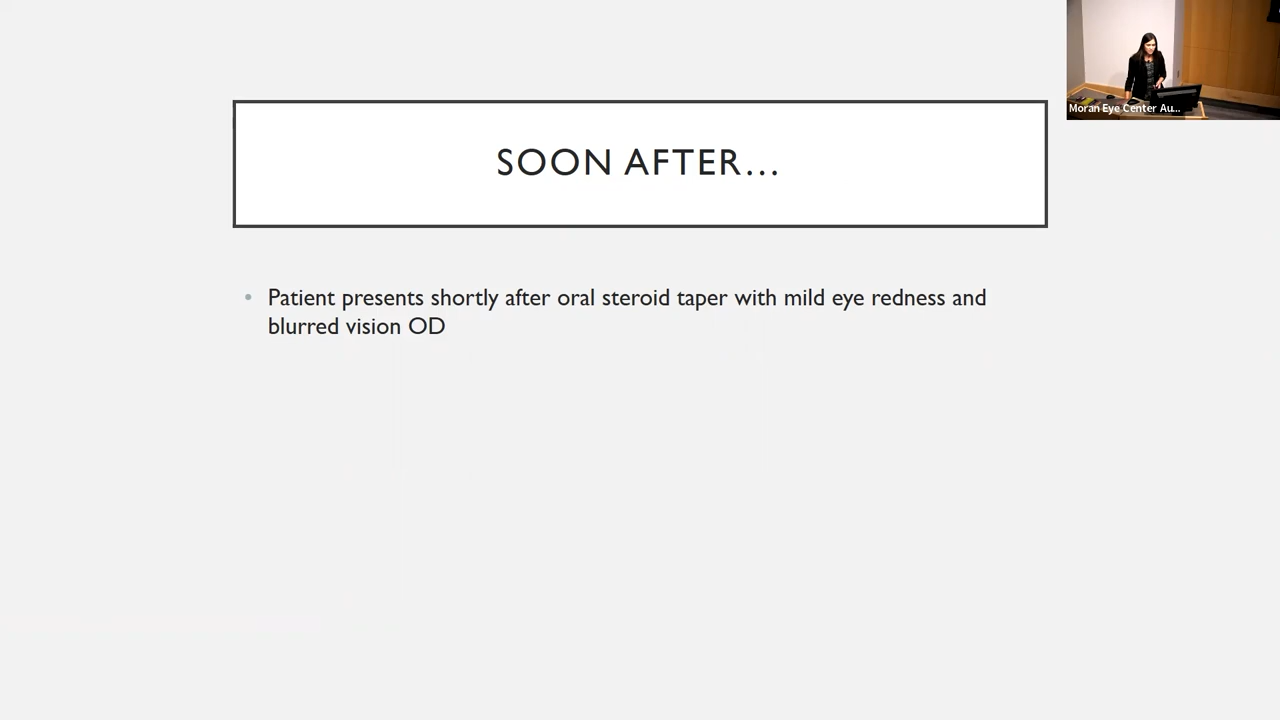 Moran Eye Center Au...
SOON AFTER...
• Patient presents shortly after oral steroid taper with mild eye redness and
blurred vision OD